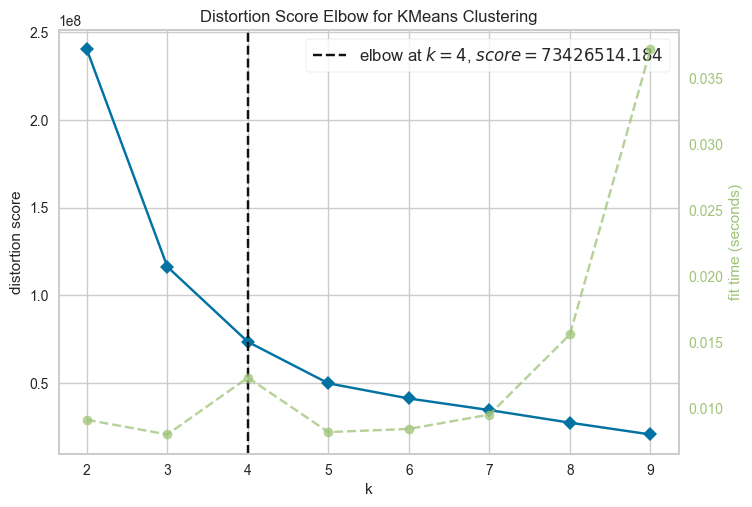 Distortion Score Elbow for KMeans Clustering
1e8
elbow at k = 4, score = 73426514.184
2.5
2.0
1.5
1.0
0.5
distortion score
0.035
0.030
0.025
0.020
0.015
0.010
fit time (seconds)
2 3 4 5 6 7 8 9
k